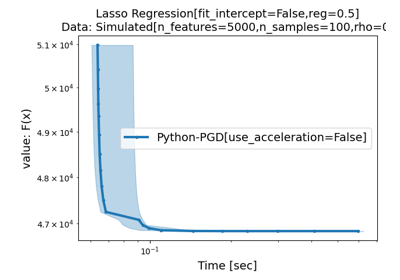 Lasso Regression[fit_intercept=False,reg=0.5]
Data: Simulated[n_features=5000,n_samples=100,rho=0
5.1 × 10⁴
5 × 10⁴
4.9 × 10⁴
4.8 × 10⁴
4.7 × 10⁴
value: F(x)
Python-PGD[use_acceleration=False]
10⁻¹
Time [sec]